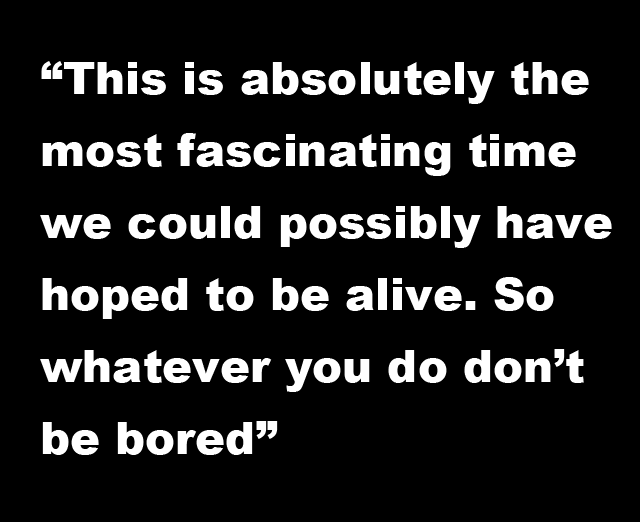 “This is absolutely the
most fascinating time
we could possibly have
hoped to be alive. So
whatever you do don’t
be bored”